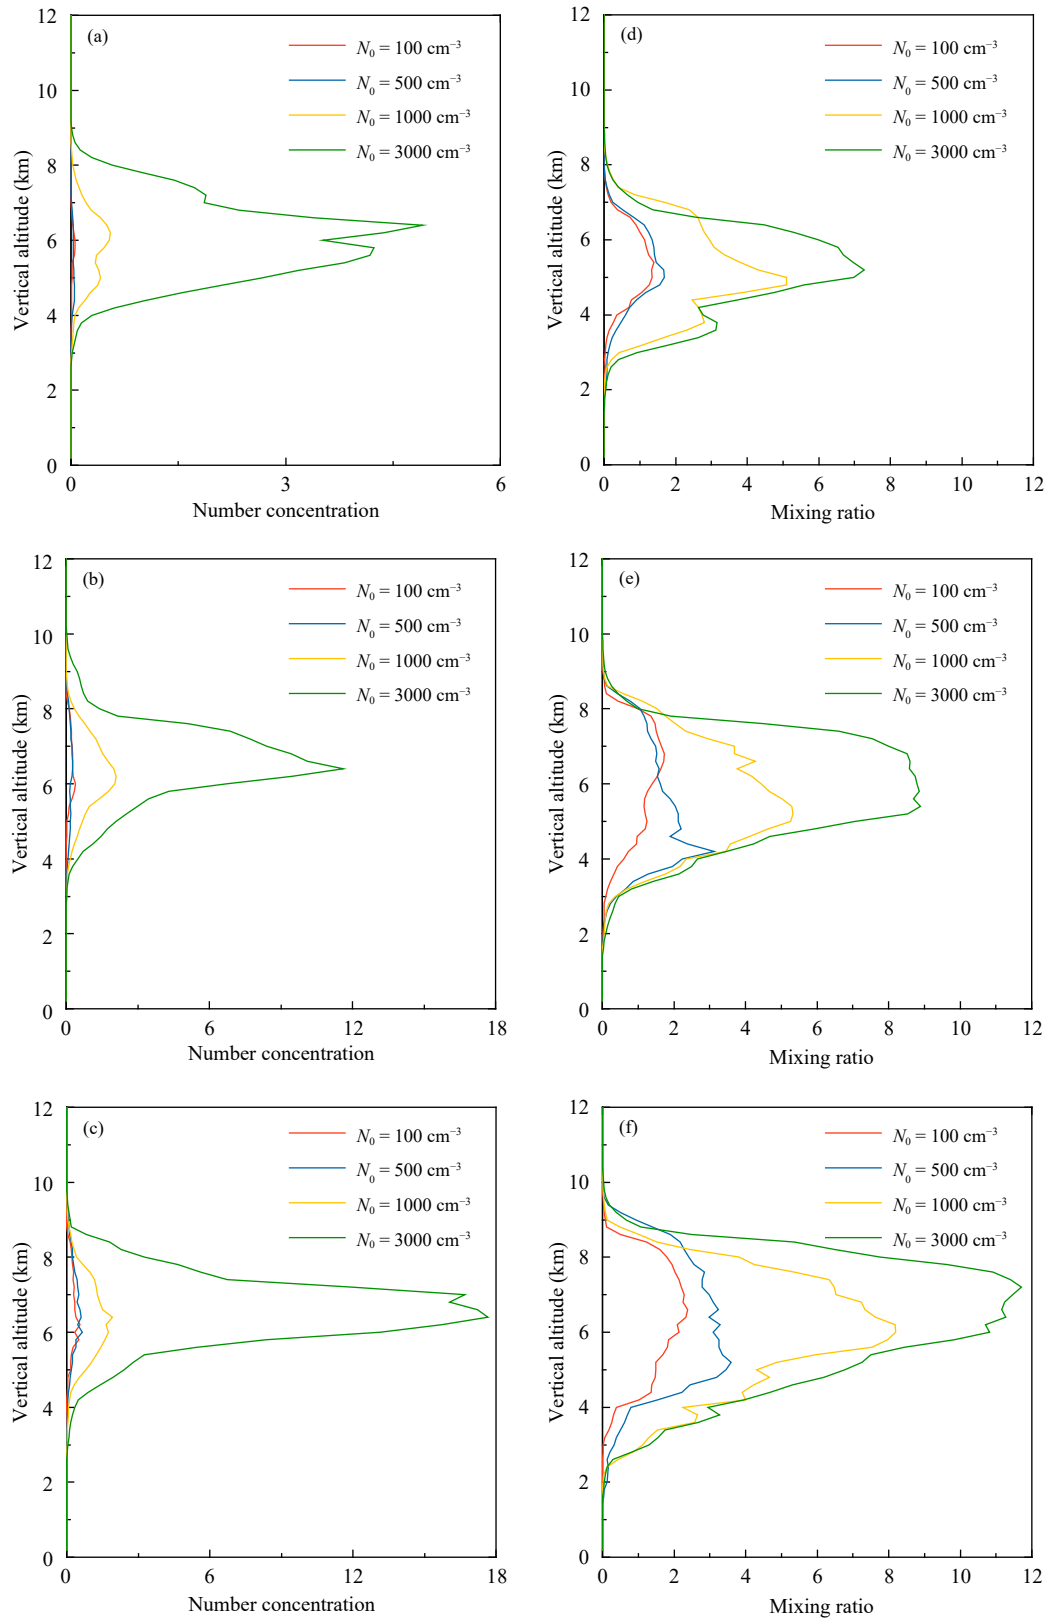 (a)
N₀ = 100 cm⁻³
N₀ = 500 cm⁻³
N₀ = 1000 cm⁻³
N₀ = 3000 cm⁻³
12
10
8
6
4
2
0
Vertical altitude (km)
0 3 6
Number concentration
(d)
N₀ = 100 cm⁻³
N₀ = 500 cm⁻³
N₀ = 1000 cm⁻³
N₀ = 3000 cm⁻³
12
10
8
6
4
2
0
Vertical altitude (km)
0 2 4 6 8 10 12
Mixing ratio
(b)
N₀ = 100 cm⁻³
N₀ = 500 cm⁻³
N₀ = 1000 cm⁻³
N₀ = 3000 cm⁻³
12
10
8
6
4
2
0
Vertical altitude (km)
0 6 12 18
Number concentration
(e)
N₀ = 100 cm⁻³
N₀ = 500 cm⁻³
N₀ = 1000 cm⁻³
N₀ = 3000 cm⁻³
12
10
8
6
4
2
0
Vertical altitude (km)
0 2 4 6 8 10 12
Mixing ratio
(c)
N₀ = 100 cm⁻³
N₀ = 500 cm⁻³
N₀ = 1000 cm⁻³
N₀ = 3000 cm⁻³
12
10
8
6
4
2
0
Vertical altitude (km)
0 6 12 18
Number concentration
(f)
N₀ = 100 cm⁻³
N₀ = 500 cm⁻³
N₀ = 1000 cm⁻³
N₀ = 3000 cm⁻³
12
10
8
6
4
2
0
Vertical altitude (km)
0 2 4 6 8 10 12
Mixing ratio